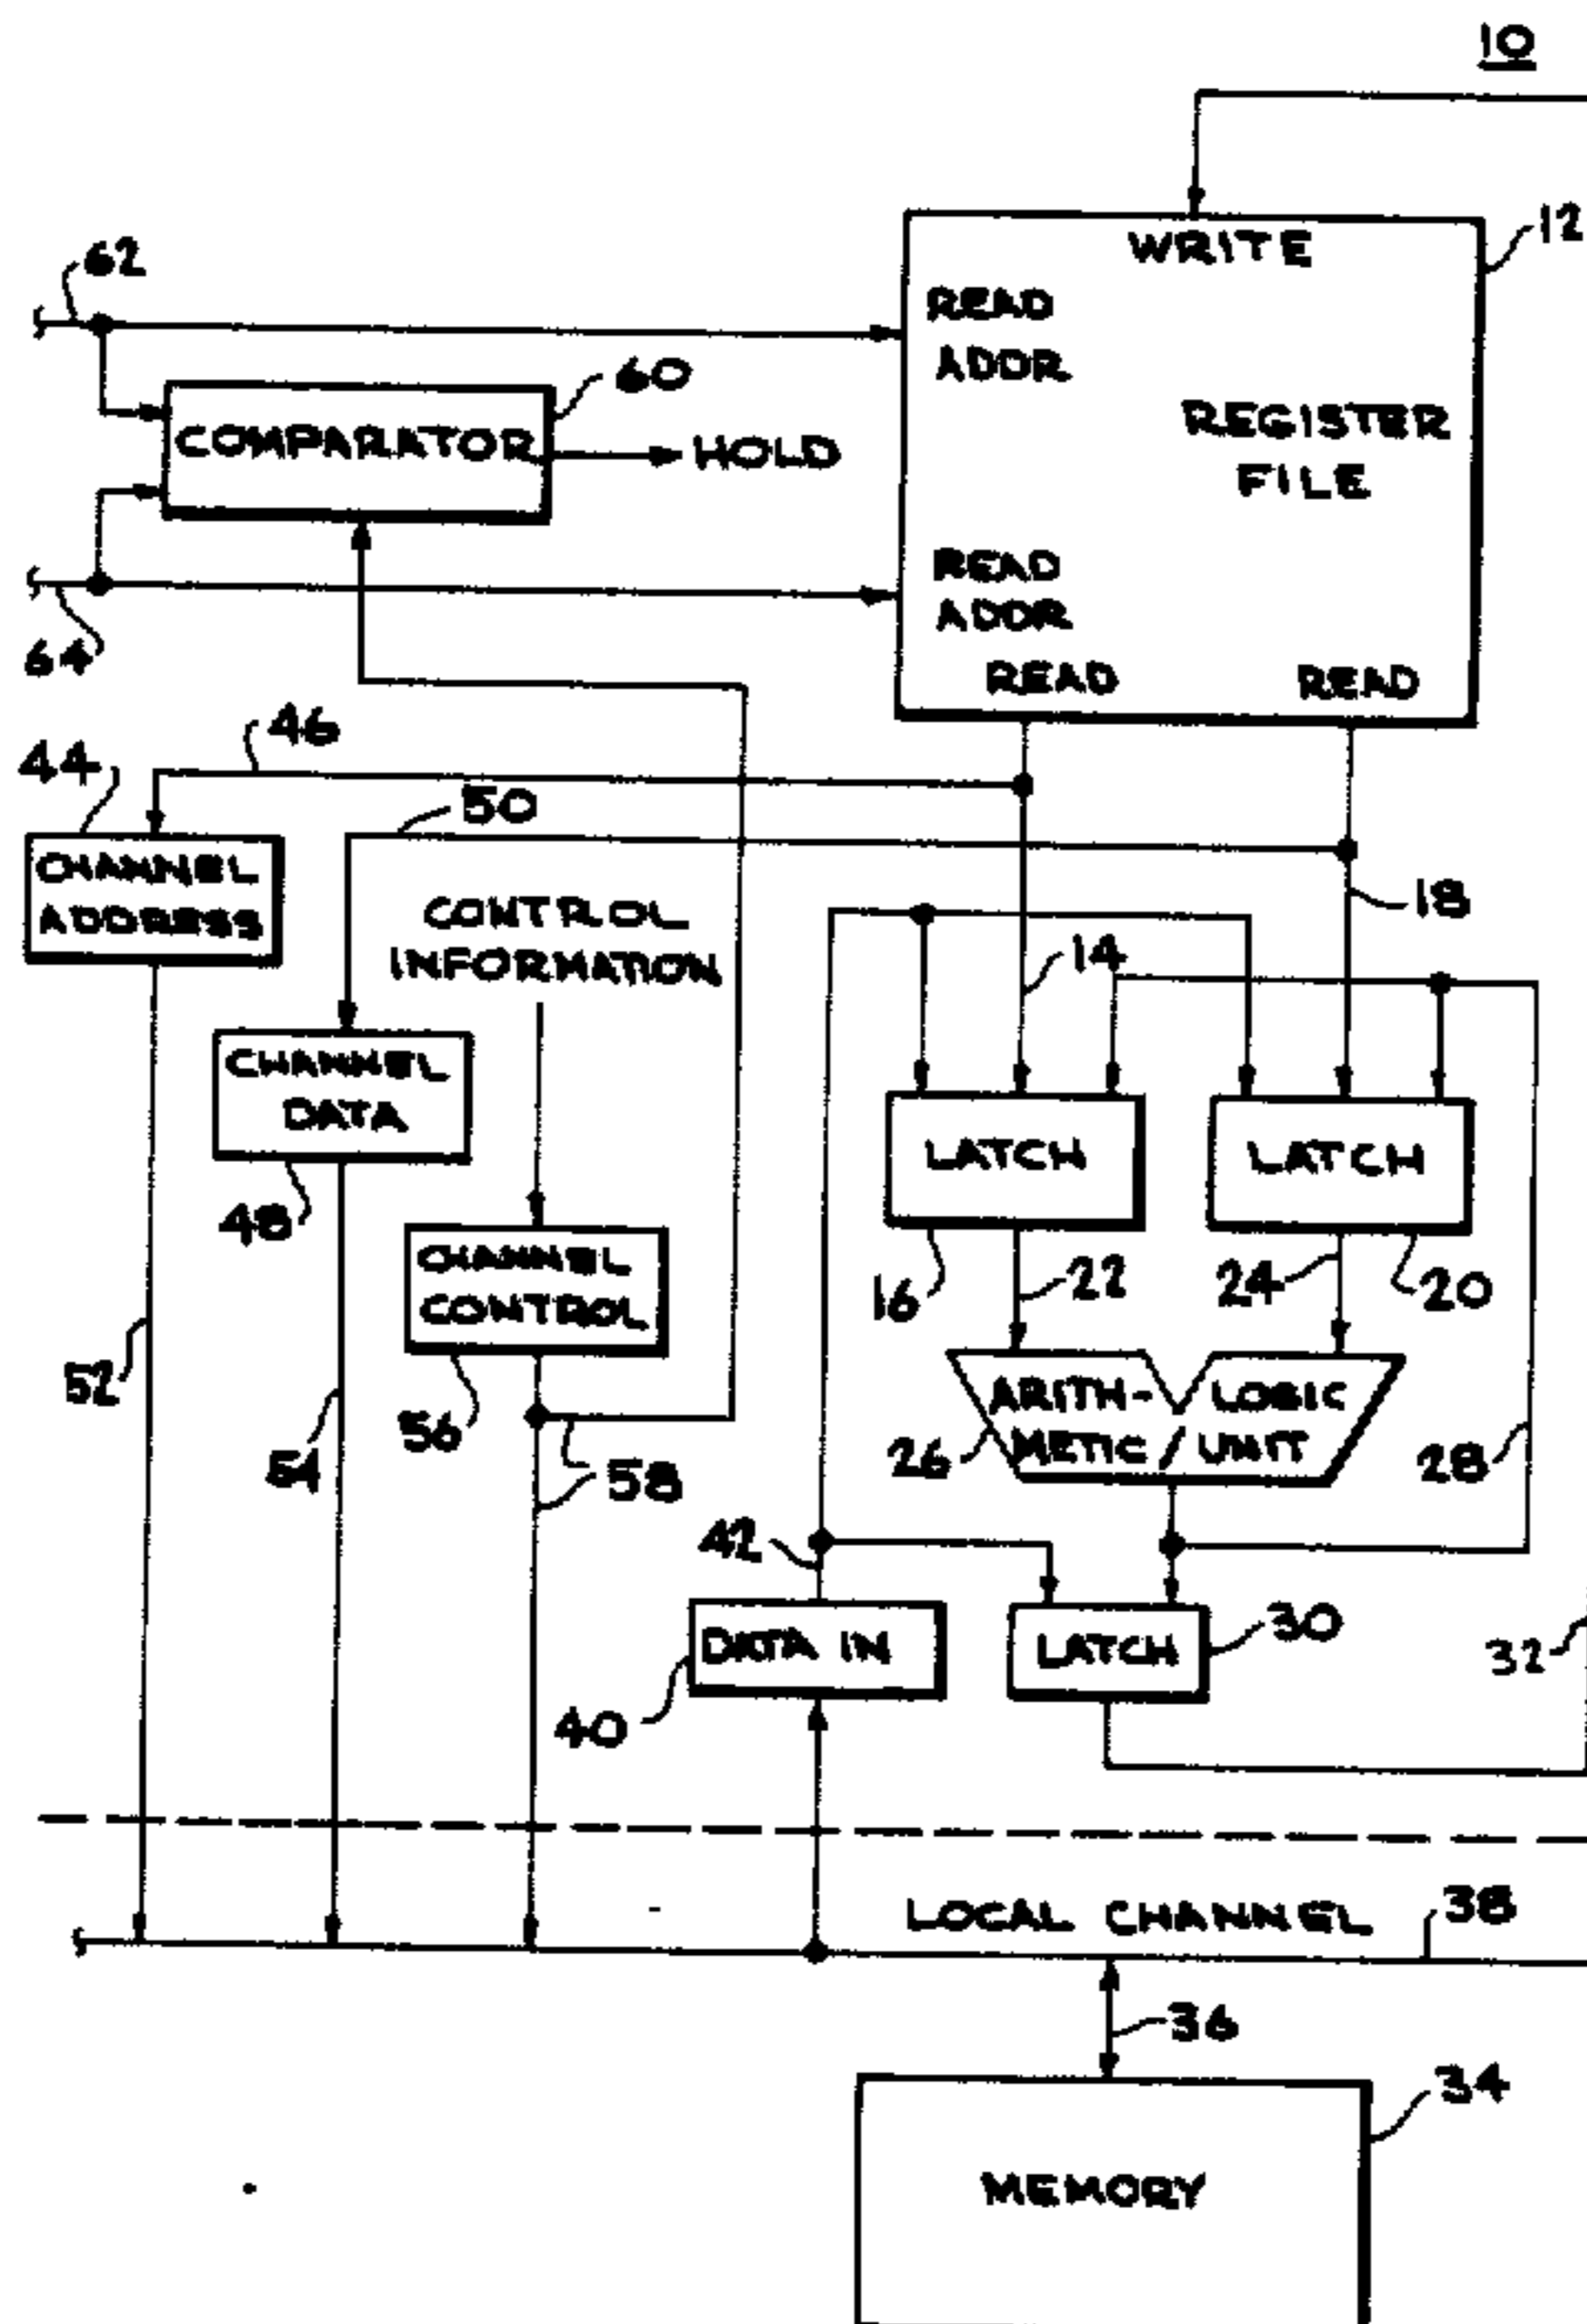 10
12
WRITE
62
READ
ADDR
60
COMPARATOR
HOLD
REGISTER
FILE
READ
ADDR
64
READ
READ
46
44
50
CHANNEL
ADDRESS
18
CONTROL
INFORMATION
14
CHANNEL
DATA
LATCH
LATCH
48
CHANNEL
CONTROL
16
22
24
20
52
56
ARITH-
METIC /
LOGIC
UNIT
54
58
26
28
42
DATA IN
LATCH
30
32
40
LOCAL CHANNEL
38
36
34
MEMORY